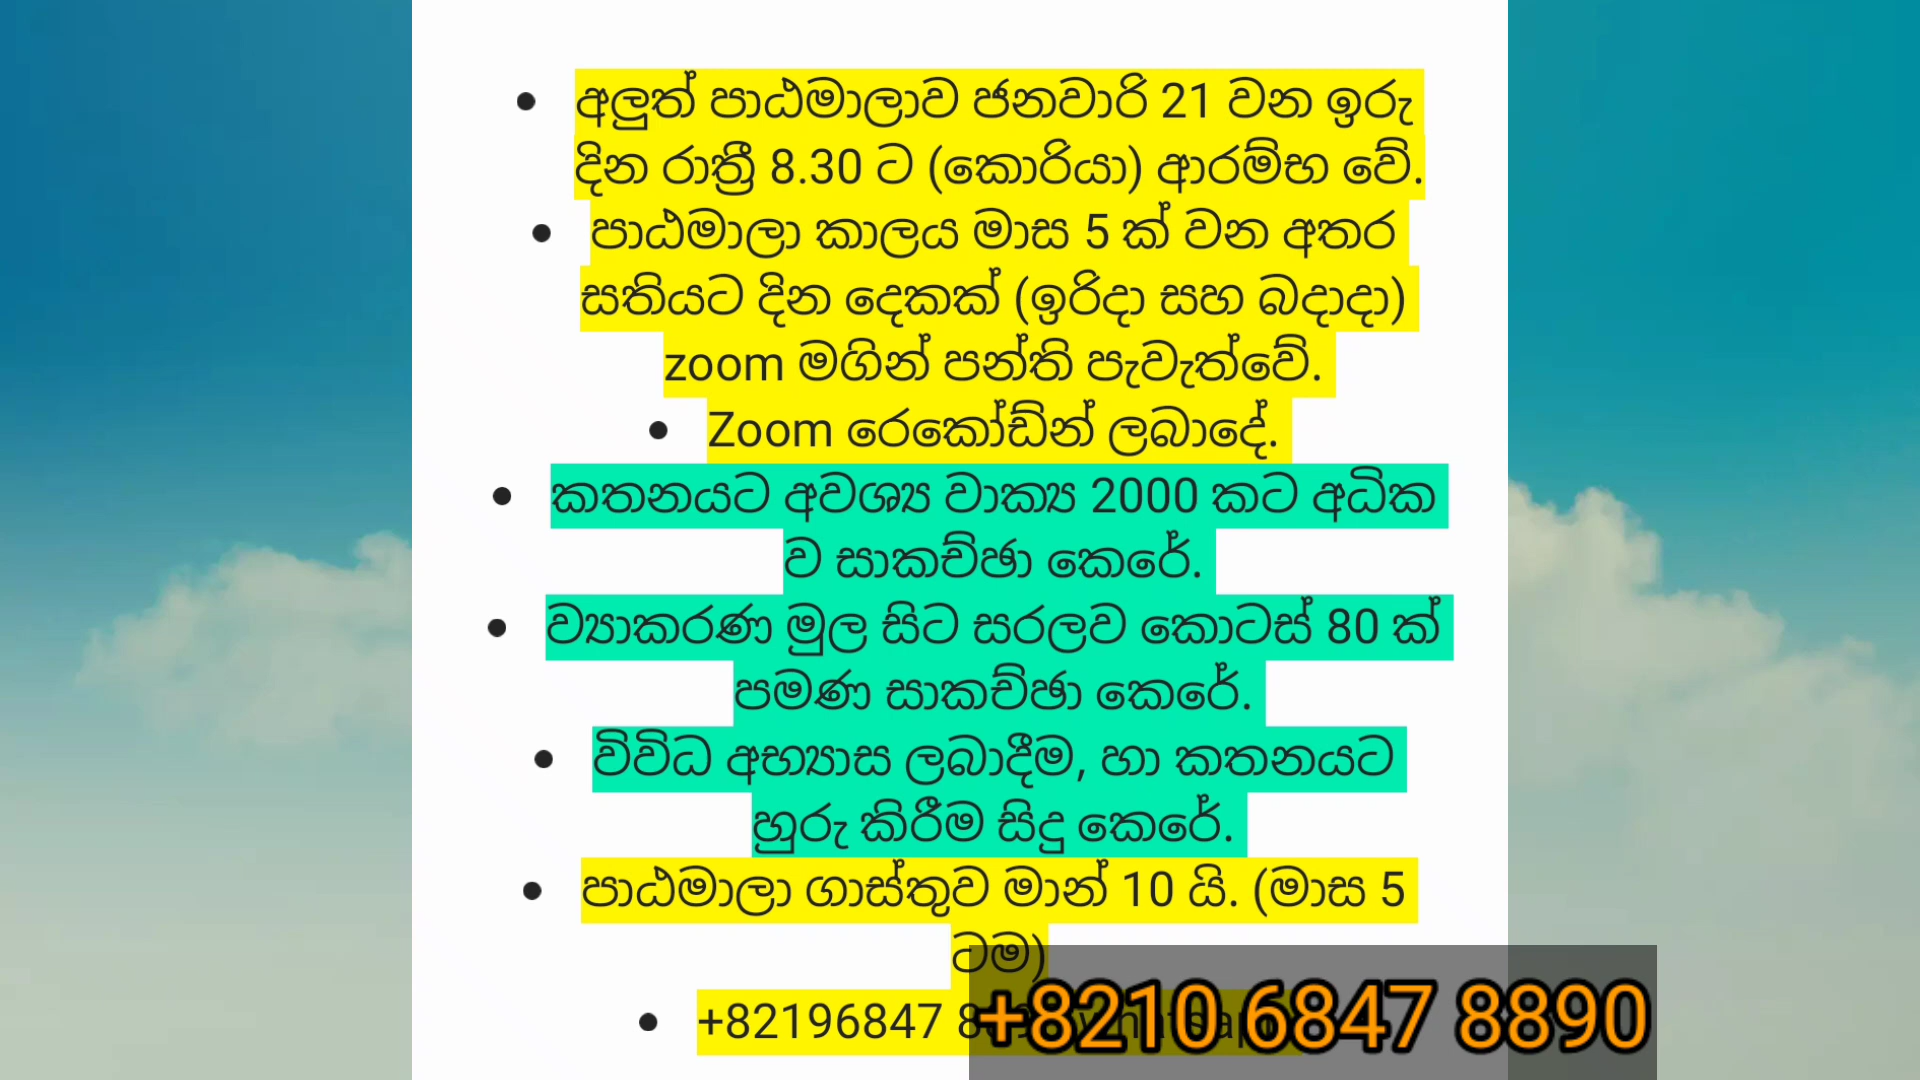 • අලුත් පාඨමාලාව ජනවාරි 21 වන ඉරු
දින රාත්‍රී 8.30 ට (කොරියා) ආරම්භ වේ.
• පාඨමාලා කාලය මාස 5 ක් වන අතර
සතියට දින දෙකක් (ඉරිදා සහ බදාදා)
zoom මගින් පන්ති පැවැත්වේ.
• Zoom රෙකෝඩ්න් ලබාදේ.
• කතනයට අවශ්‍ය වාක්‍ය 2000 කට අධික
ව සාකච්ඡා කෙරේ.
• ව්‍යාකරණ මුල සිට සරලව කොටස් 80 ක්
පමණ සාකච්ඡා කෙරේ.
• විවිධ අභ්‍යාස ලබාදීම, හා කතනයට
හුරු කිරීම සිදු කෙරේ.
• පාඨමාලා ගාස්තුව මාන් 10 යි. (මාස 5
ටම)
• +82196847
+8210 6847 8890